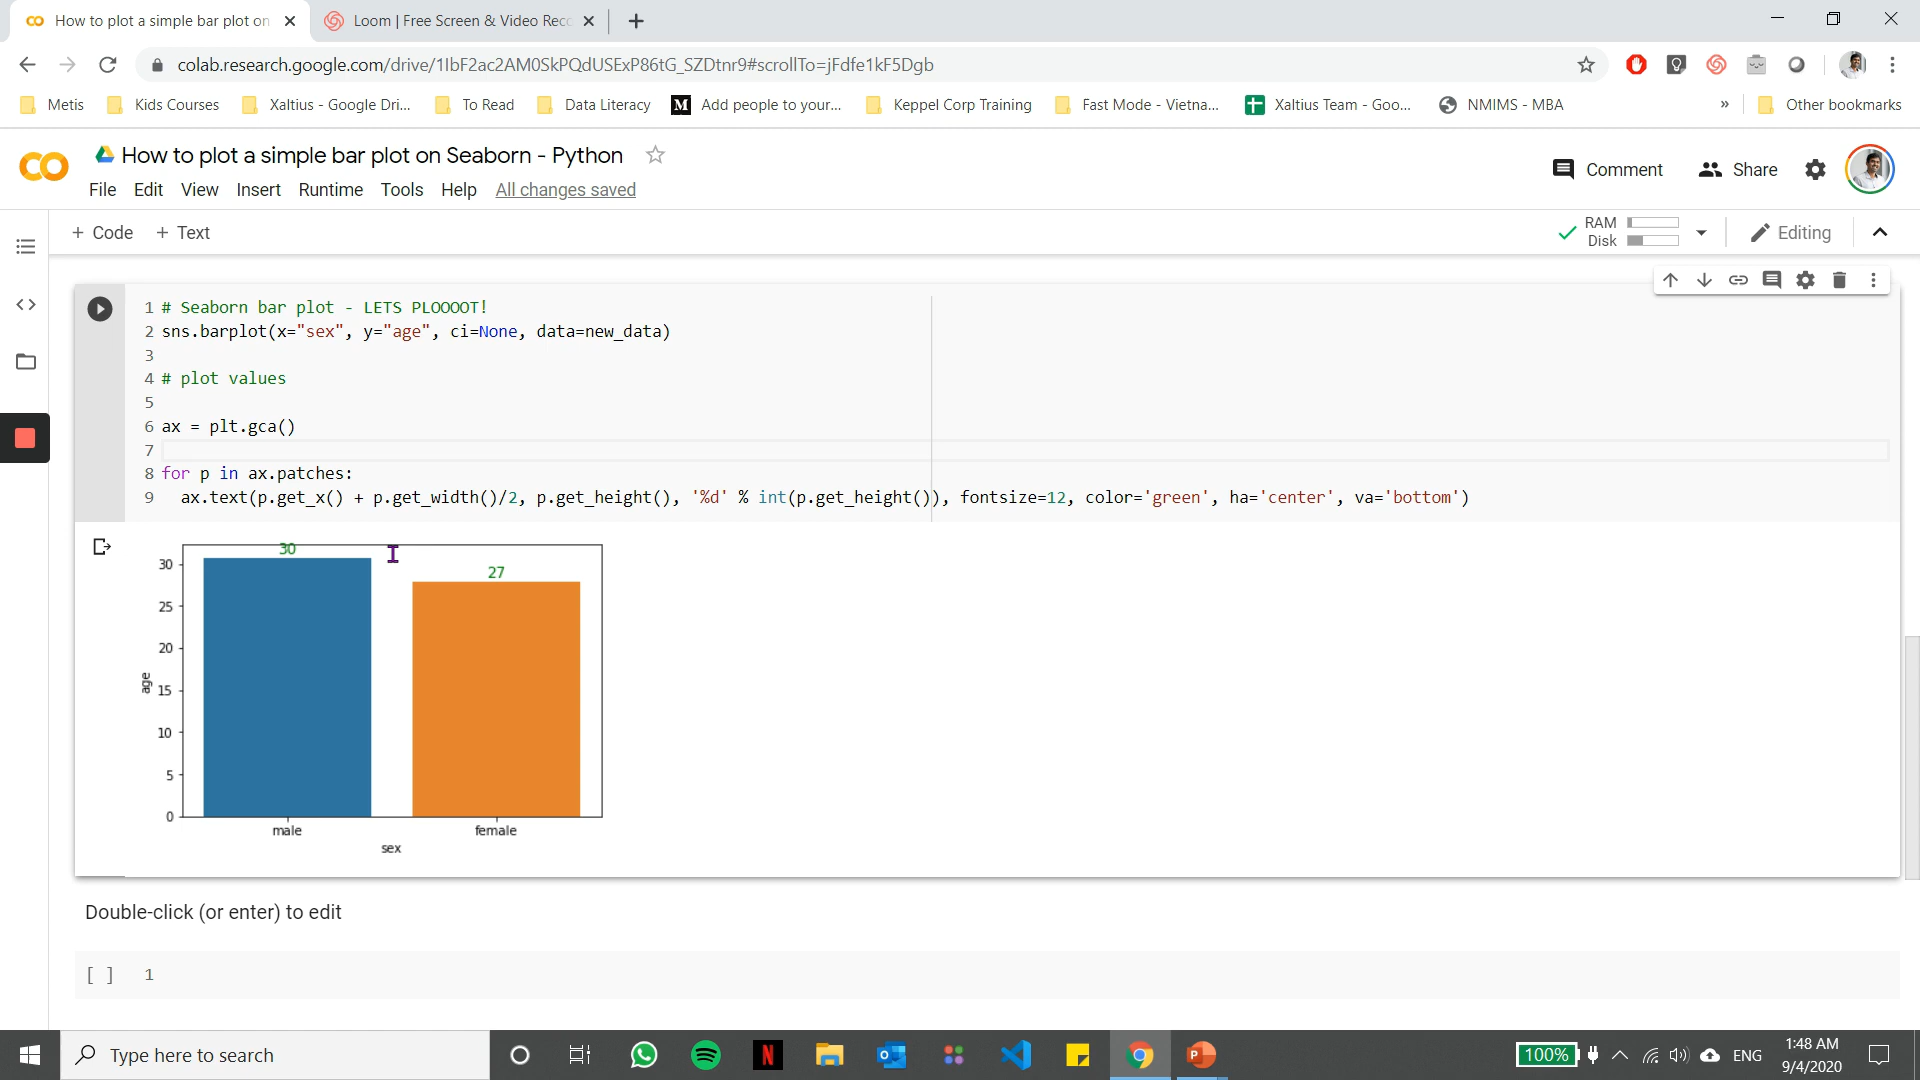 How to plot a simple bar plot on
Loom | Free Screen & Video Rec
colab.research.google.com/drive/1IbF2ac2AM0SkPQdUSExP86tG_SZDtnr9#scrollTo=jFdfe1kF5Dgb
Metis Kids Courses Xaltius - Google Dri... To Read Data Literacy Add people to your... Keppel Corp Training Fast Mode - Vietna... Xaltius Team - Goo... NMIMS - MBA » Other bookmarks
How to plot a simple bar plot on Seaborn - Python
Comment Share
File Edit View Insert Runtime Tools Help All changes saved
+ Code + Text
RAM
Disk
Editing
1 # Seaborn bar plot - LETS PLOOOOT!
2 sns.barplot(x="sex", y="age", ci=None, data=new_data)
3
4 # plot values
5
6 ax = plt.gca()
7
8 for p in ax.patches:
9 ax.text(p.get_x() + p.get_width()/2, p.get_height(), '%d' % int(p.get_height()), fontsize=12, color='green', ha='center', va='bottom')
30
27
30
25
20
15
10
5
0
age
male female
sex
Double-click (or enter) to edit
[ ] 1
Type here to search
100%
ENG
1:48 AM
9/4/2020